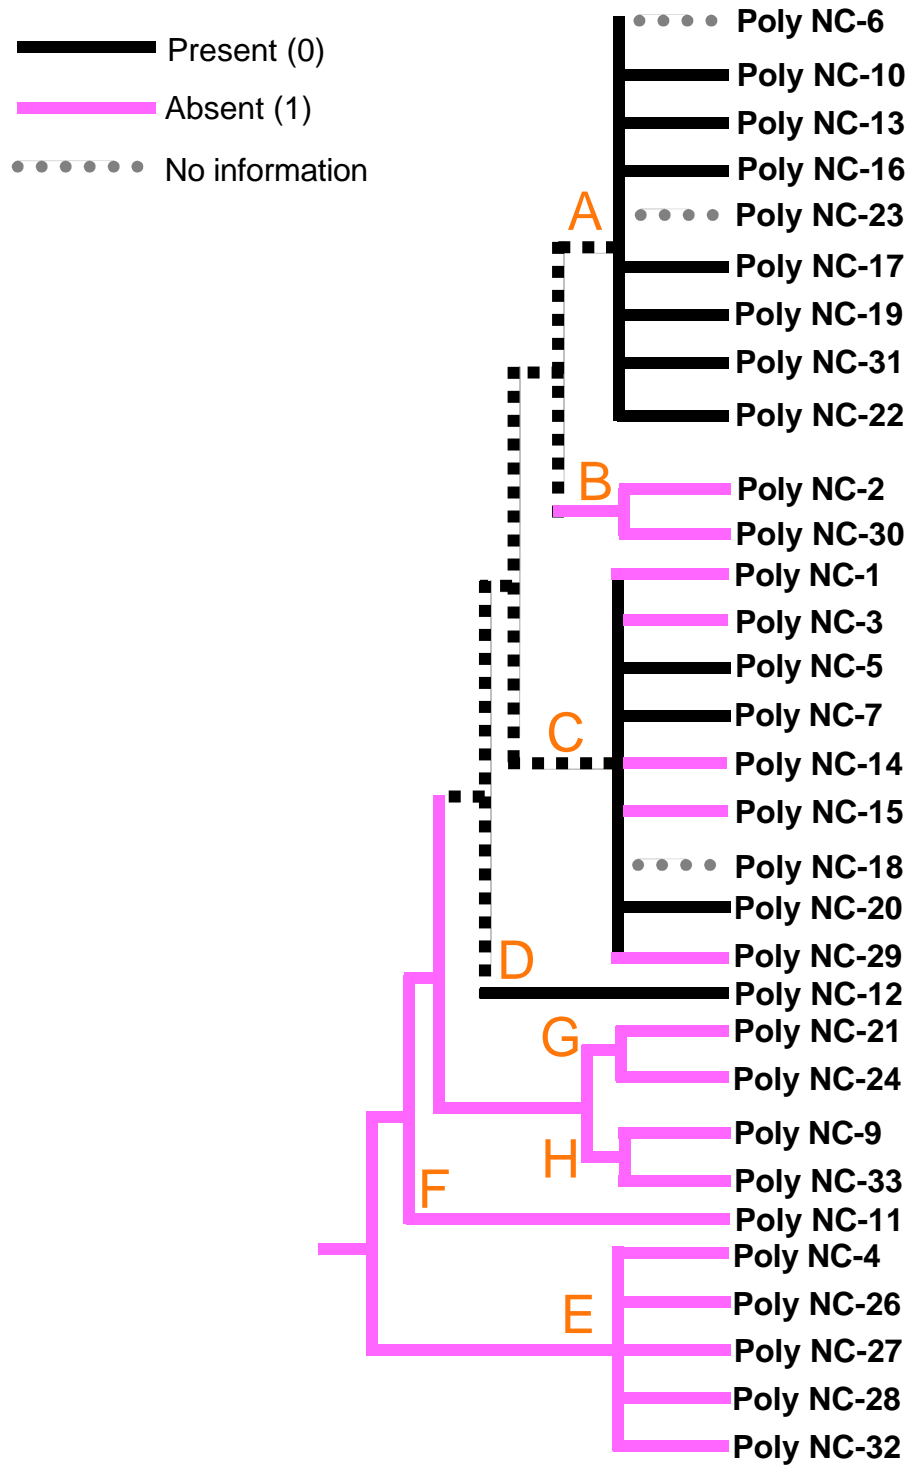 Present (0)
Absent (1)
No information
Poly NC-6
Poly NC-10
Poly NC-13
Poly NC-16
A
Poly NC-23
Poly NC-17
Poly NC-19
Poly NC-31
Poly NC-22
B
Poly NC-2
Poly NC-30
Poly NC-1
Poly NC-3
Poly NC-5
Poly NC-7
C
Poly NC-14
Poly NC-15
Poly NC-18
Poly NC-20
Poly NC-29
D
Poly NC-12
Poly NC-21
G
Poly NC-24
Poly NC-9
H
Poly NC-33
F
Poly NC-11
Poly NC-4
Poly NC-26
E
Poly NC-27
Poly NC-28
Poly NC-32